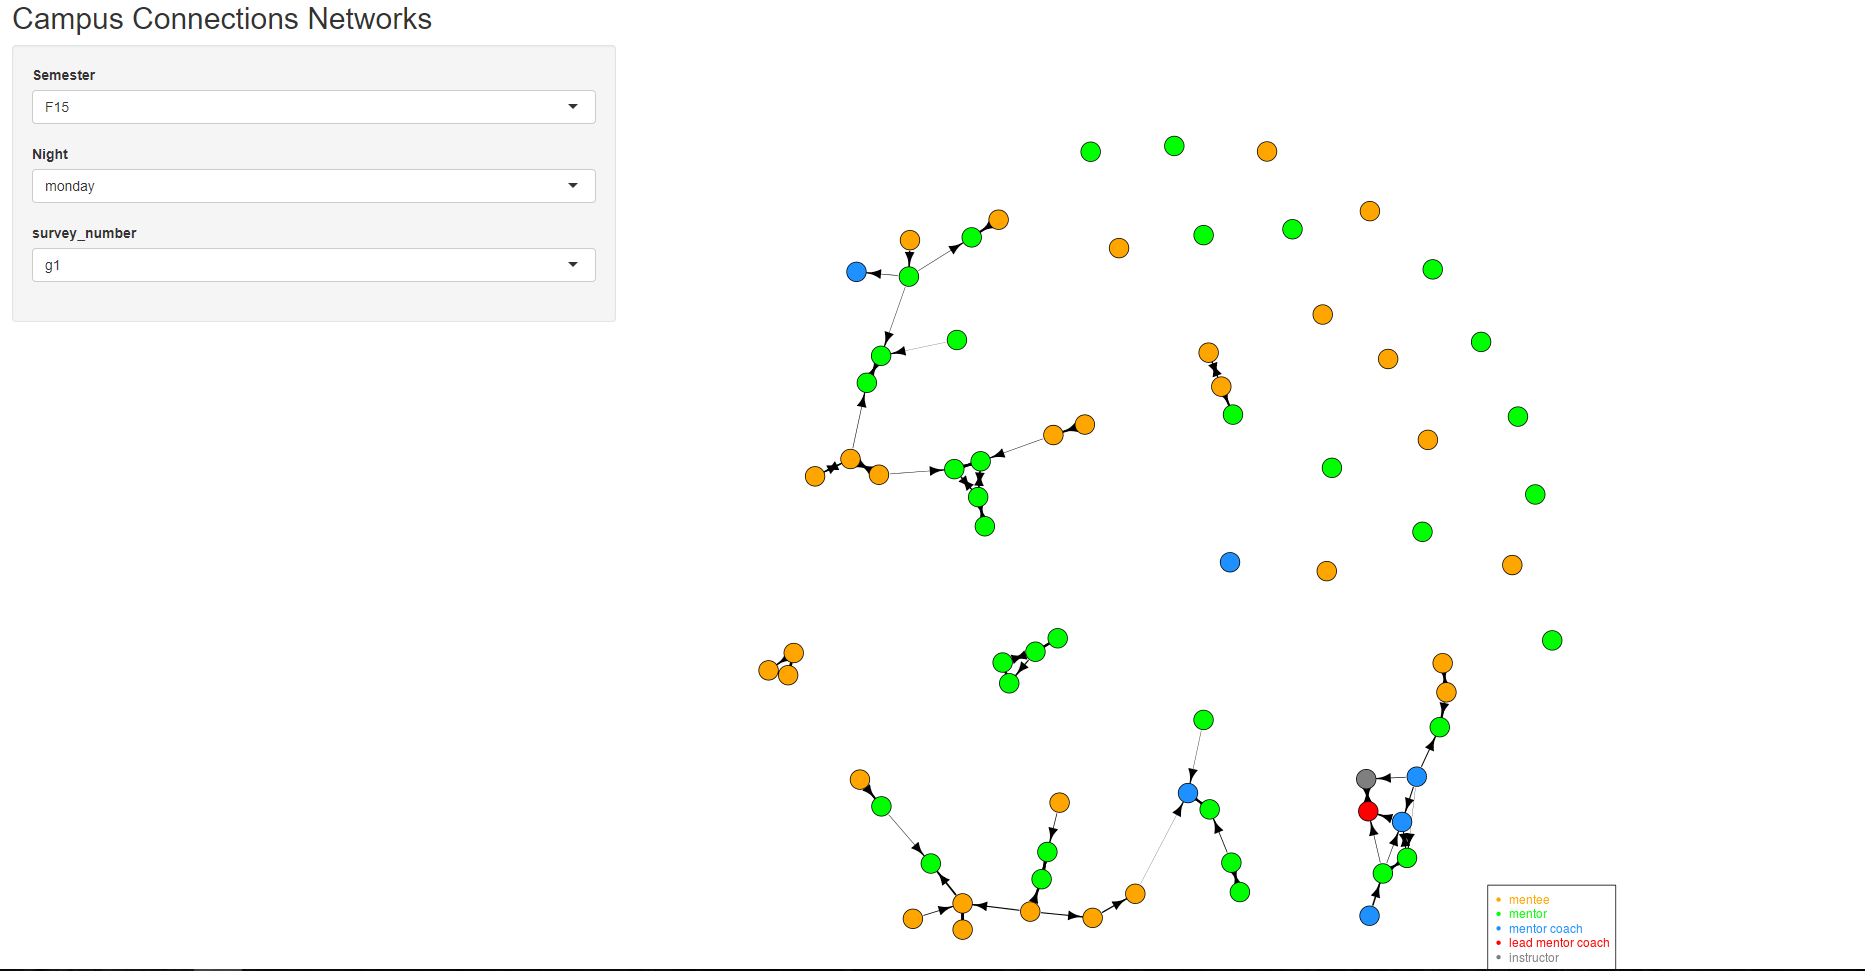 Campus Connections Networks
Semester
F15
Night
monday
survey_number
g1
mentee
mentor
mentor coach
lead mentor coach
instructor